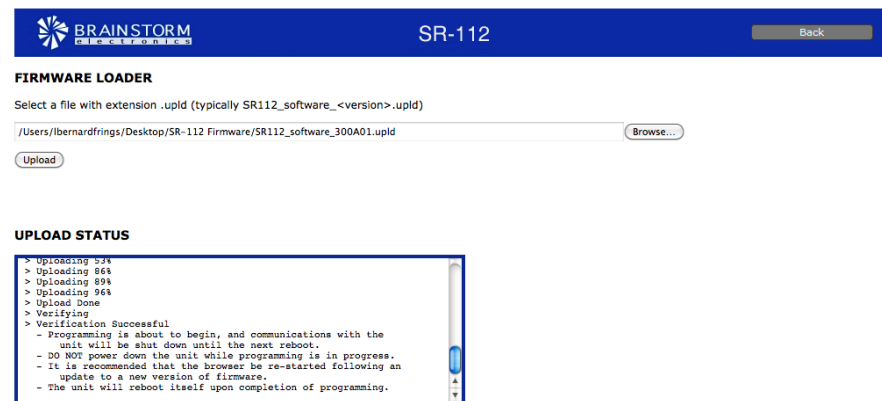 BRAINSTORM
electronics
SR-112
Back
FIRMWARE LOADER
Select a file with extension .upld (typically SR112_software_<version>.upld)
/Users/lbernardfrings/Desktop/SR-112 Firmware/SR112_software_300A01.upld
Browse...
Upload
UPLOAD STATUS
> Uploading 53%
> Uploading 86%
> Uploading 89%
> Uploading 96%
> Upload Done
> Verifying
> Verification Successful
- Programming is about to begin, and communications with the
unit will be shut down until the next reboot.
- DO NOT power down the unit while programming is in progress.
- It is recommended that the browser be re-started following an
update to a new version of firmware.
- The unit will reboot itself upon completion of programming.